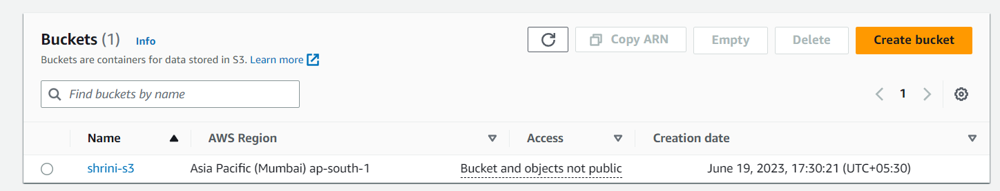 Buckets (1) Info
Copy ARN Empty Delete Create bucket
Buckets are containers for data stored in S3. Learn more
Find buckets by name
1
Name AWS Region Access Creation date
shrini-s3 Asia Pacific (Mumbai) ap-south-1 Bucket and objects not public June 19, 2023, 17:30:21 (UTC+05:30)